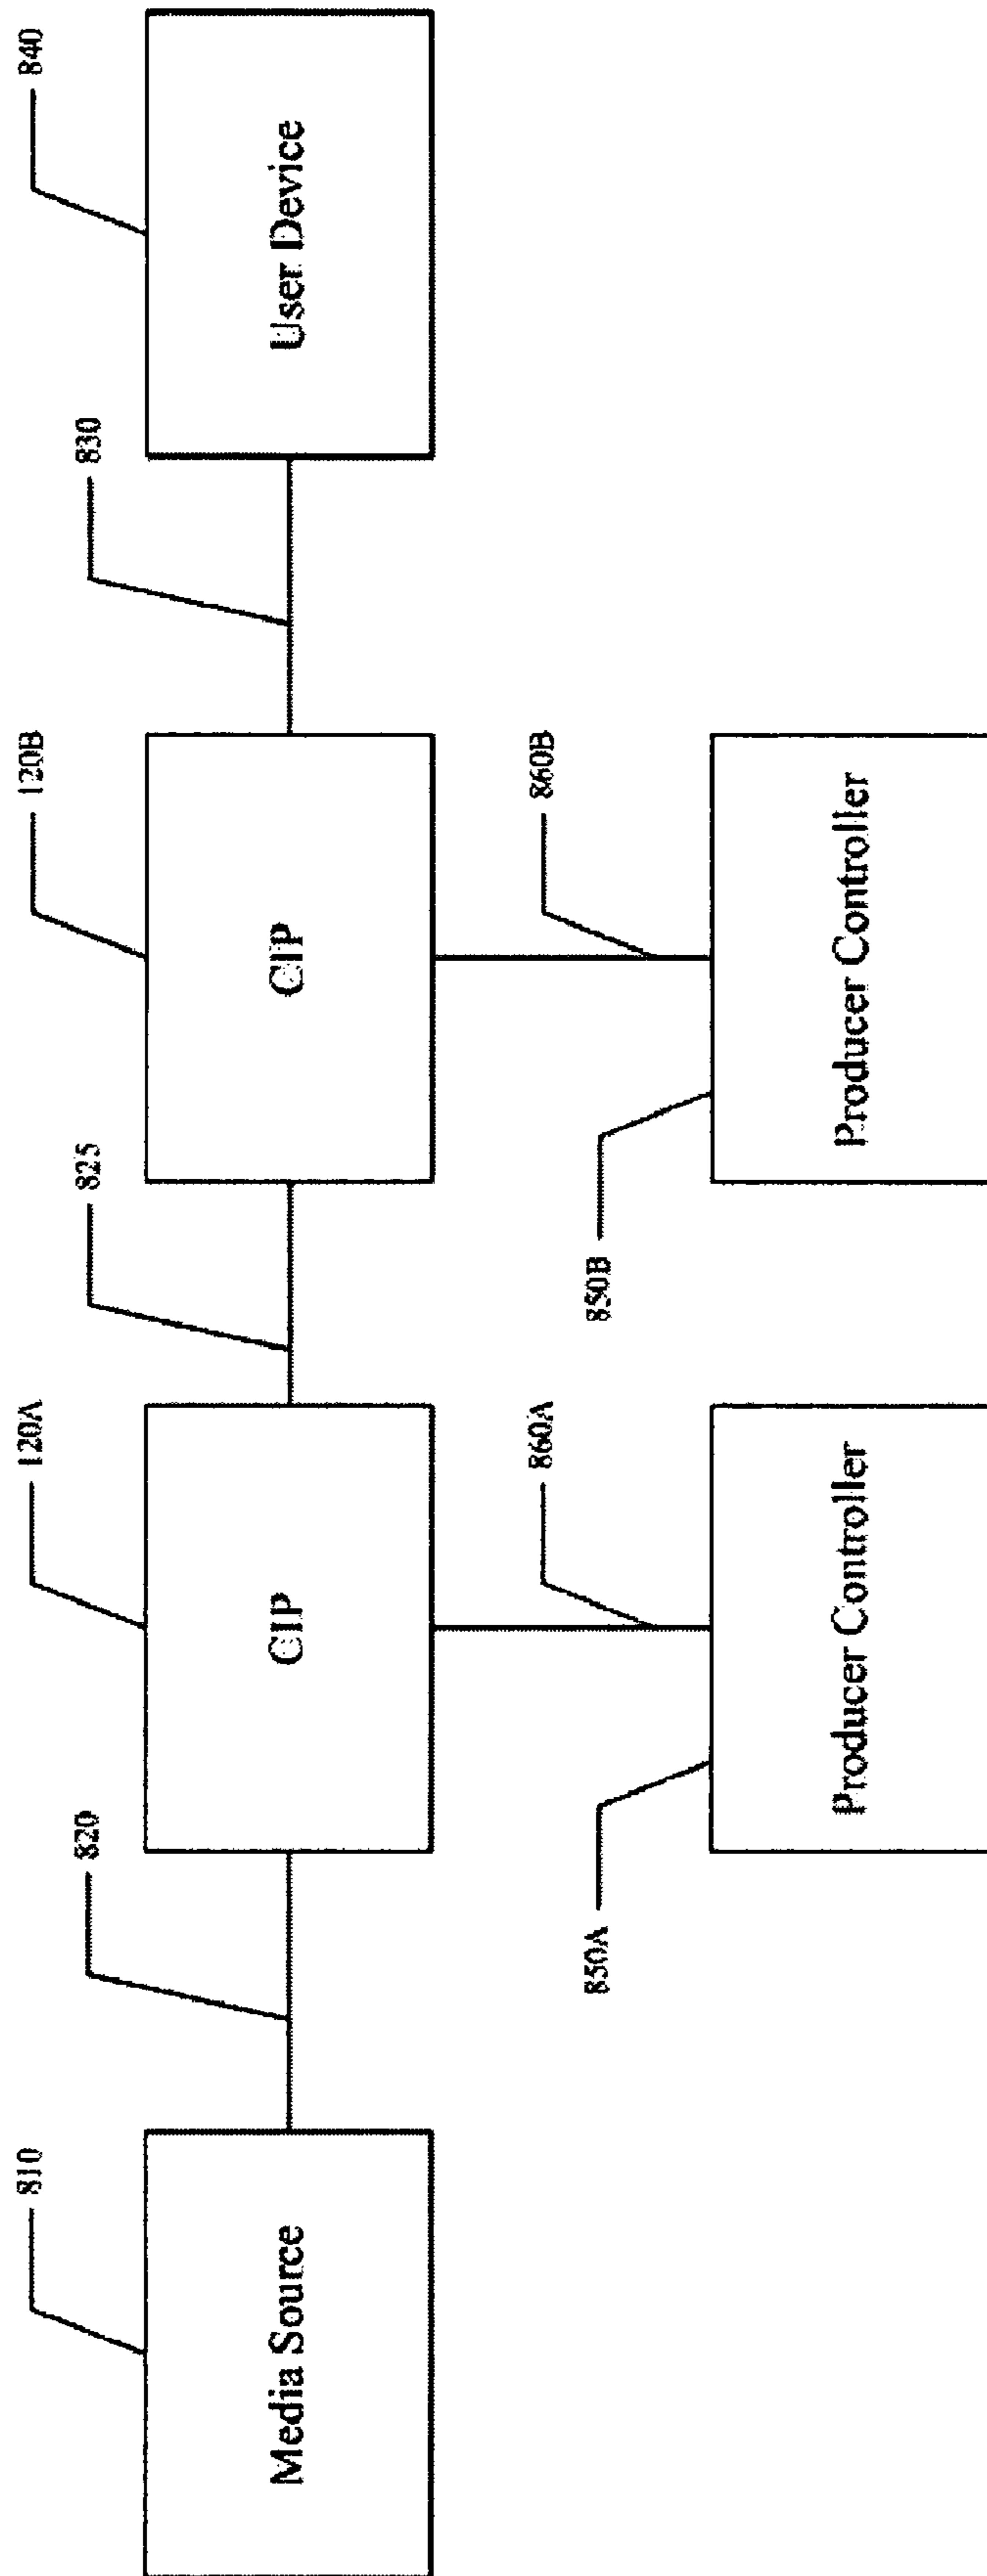 810
820
120A
825
120B
830
840
Media Source
CIP
CIP
User Device
850A
860A
850B
860B
Producer Controller
Producer Controller